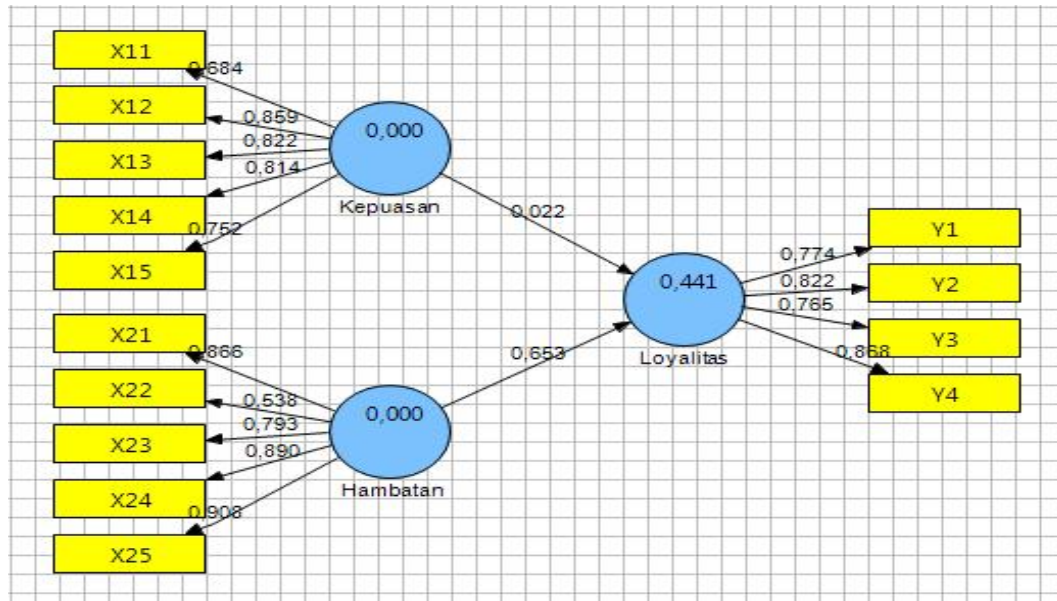 X11
X12
X13
X14
X15
0,684
0,859
0,822
0,814
0,752
0,000
Kepuasan
0,022
X21
X22
X23
X24
X25
0,866
0,538
0,793
0,890
0,908
0,000
Hambatan
0,653
0,441
Loyalitas
0,774
0,822
0,765
0,868
Y1
Y2
Y3
Y4